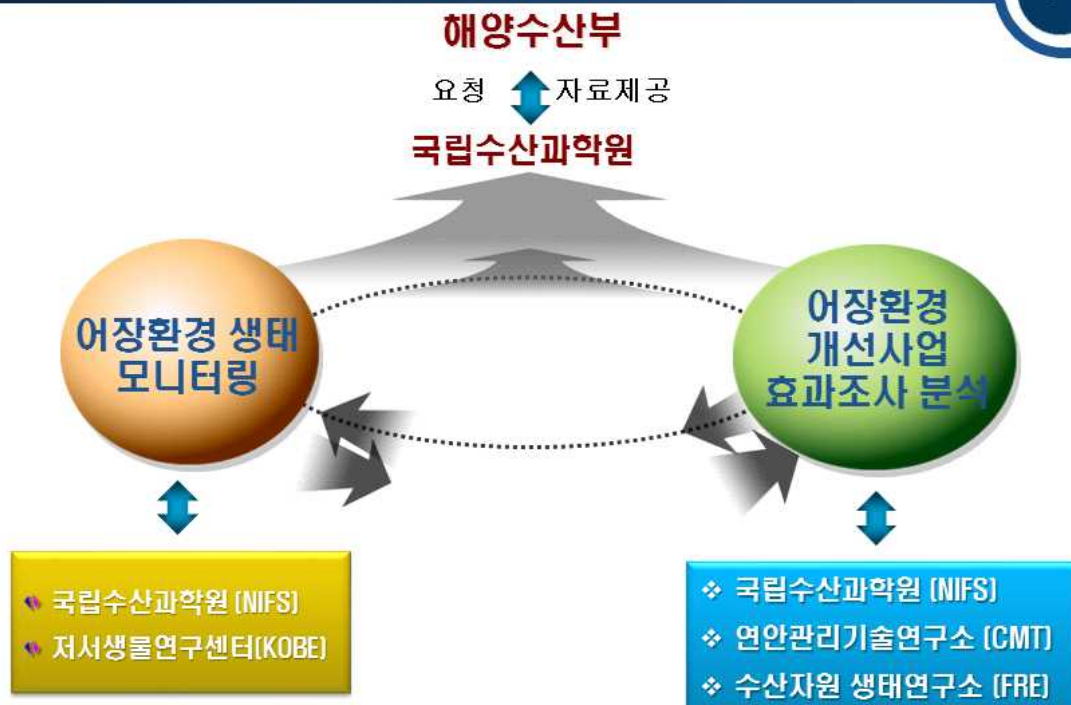 해양수산부
요청 자료제공
국립수산과학원
어장환경 생태
모니터링
어장환경
개선사업
효과조사 분석
국립수산과학원 (NIFS)
저서생물연구센터(KOBE)
국립수산과학원 (NIFS)
연안관리기술연구소 (CMT)
수산자원 생태연구소 (FRE)